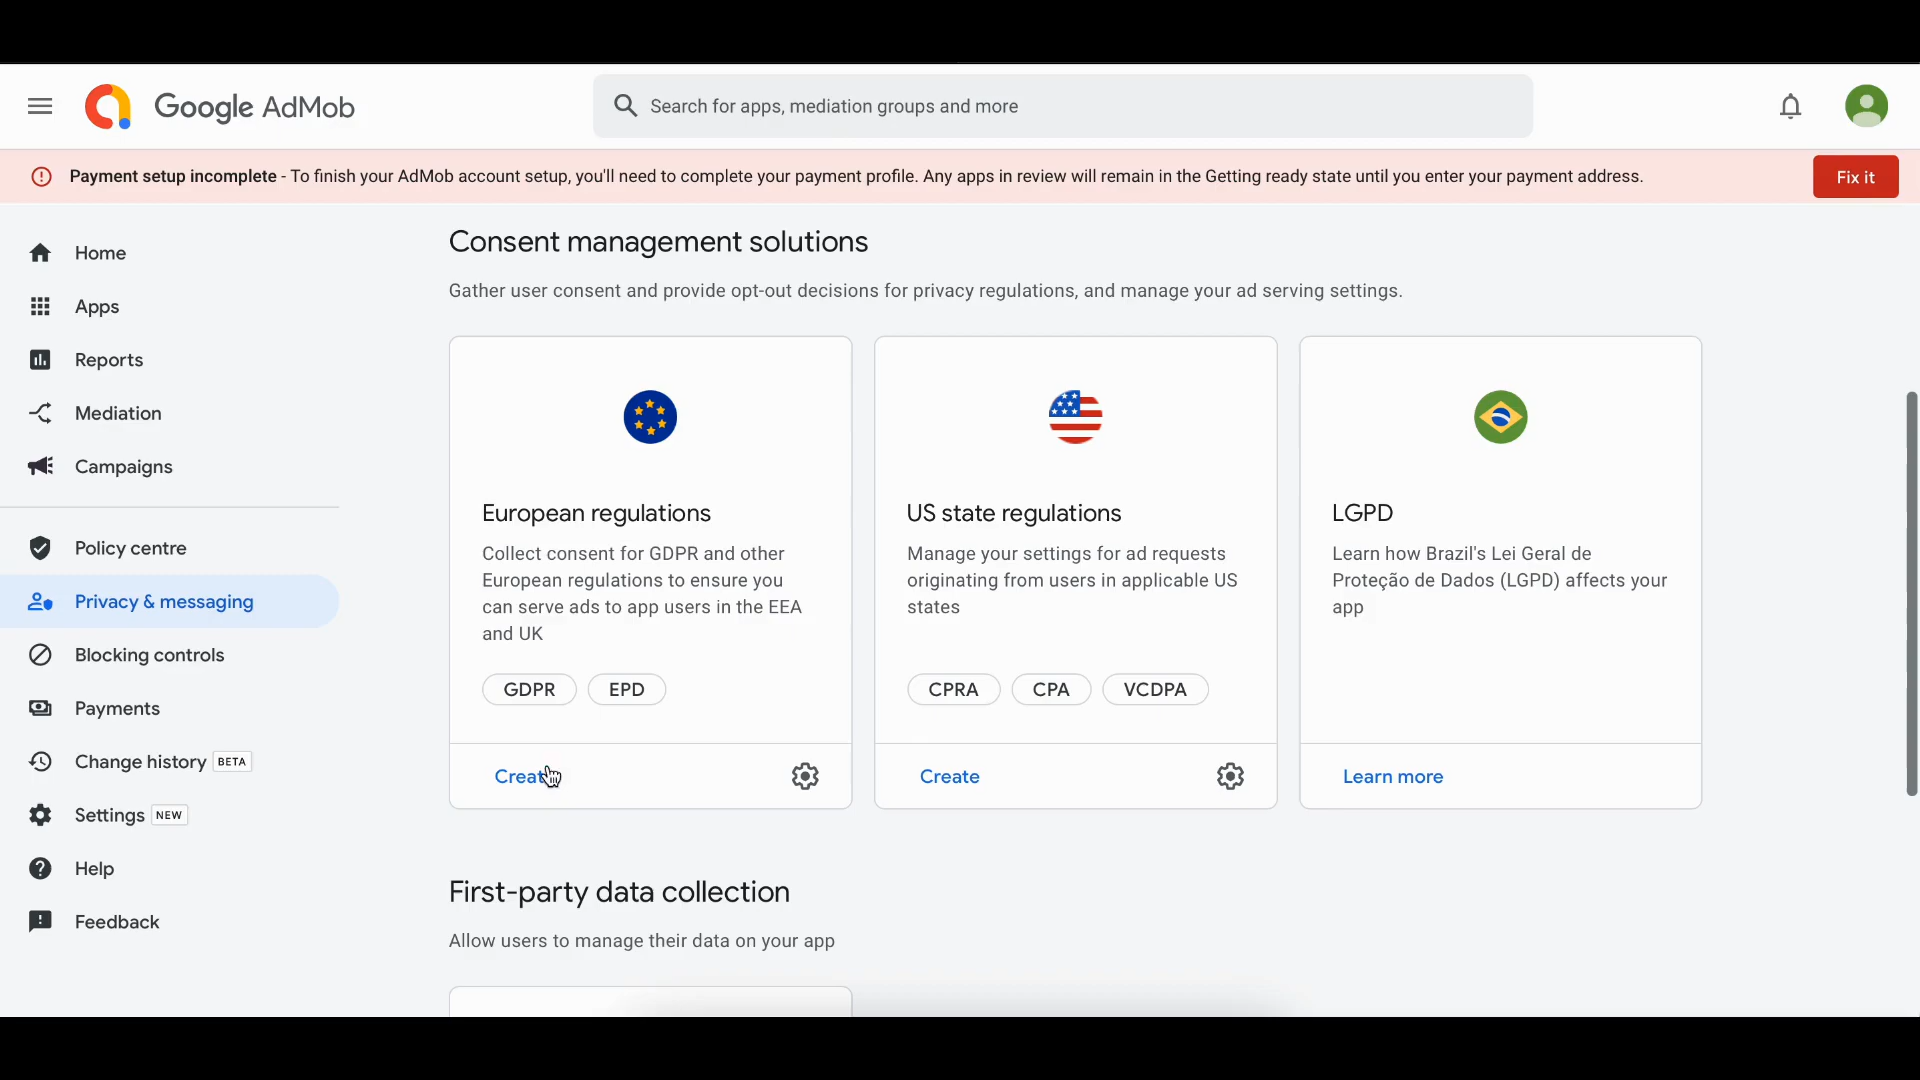 Google AdMob
Search for apps, mediation groups and more
Payment setup incomplete - To finish your AdMob account setup, you'll need to complete your payment profile. Any apps in review will remain in the Getting ready state until you enter your payment address.
Fix it
Home
Apps
Reports
Mediation
Campaigns
Policy centre
Privacy & messaging
Blocking controls
Payments
Change history BETA
Settings NEW
Help
Feedback
Consent management solutions
Gather user consent and provide opt-out decisions for privacy regulations, and manage your ad serving settings.
European regulations
Collect consent for GDPR and other
European regulations to ensure you
can serve ads to app users in the EEA
and UK
GDPR EPD
Create
US state regulations
Manage your settings for ad requests
originating from users in applicable US
states
CPRA CPA VCDPA
Create
LGPD
Learn how Brazil's Lei Geral de
Proteção de Dados (LGPD) affects your
app
Learn more
First-party data collection
Allow users to manage their data on your app